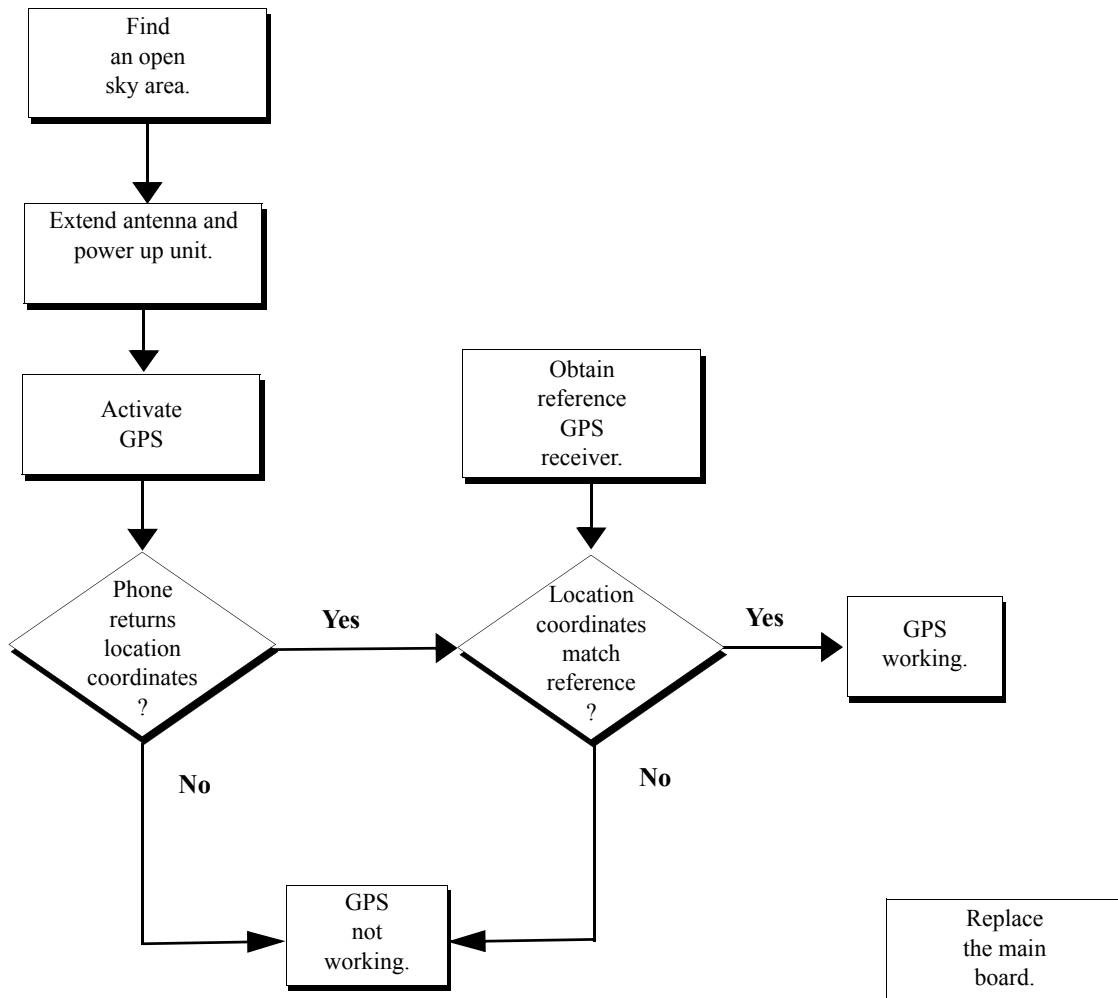 Find
an open
sky area.
Extend antenna and
power up unit.
Activate
GPS
Obtain
reference
GPS
receiver.
Phone
returns
location
coordinates
?
Yes
Location
coordinates
match
reference
?
Yes
GPS
working.
No
No
GPS
not
working.
Replace
the main
board.